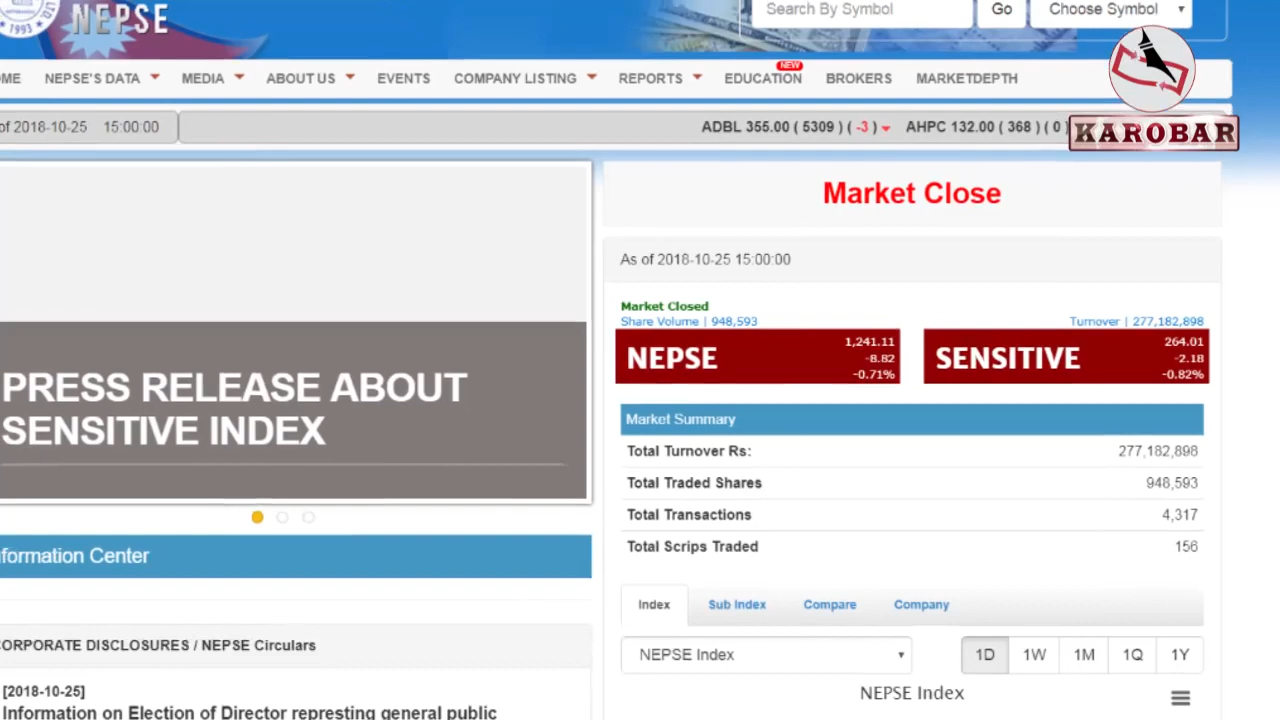 1993
NEPSE
Search By Symbol
Go
Choose Symbol
OME
NEPSE'S DATA
MEDIA
ABOUT US
EVENTS
COMPANY LISTING
REPORTS
EDUCATION
NEW
BROKERS
MARKETDEPTH
KAROBAR
of 2018-10-25 15:00:00
ADBL 355.00 ( 5309 ) ( -3 ) AHPC 132.00 ( 368 ) ( 0 )
PRESS RELEASE ABOUT
SENSITIVE INDEX
nformation Center
CORPORATE DISCLOSURES / NEPSE Circulars
[2018-10-25]
Information on Election of Director represting general public
Market Close
As of 2018-10-25 15:00:00
Market Closed
Share Volume | 948,593
Turnover | 277,182,898
NEPSE
1,241.11
-8.82
-0.71%
SENSITIVE
264.01
-2.18
-0.82%
Market Summary
Total Turnover Rs: 277,182,898
Total Traded Shares 948,593
Total Transactions 4,317
Total Scrips Traded 156
Index
Sub Index
Compare
Company
NEPSE Index
1D
1W
1M
1Q
1Y
NEPSE Index